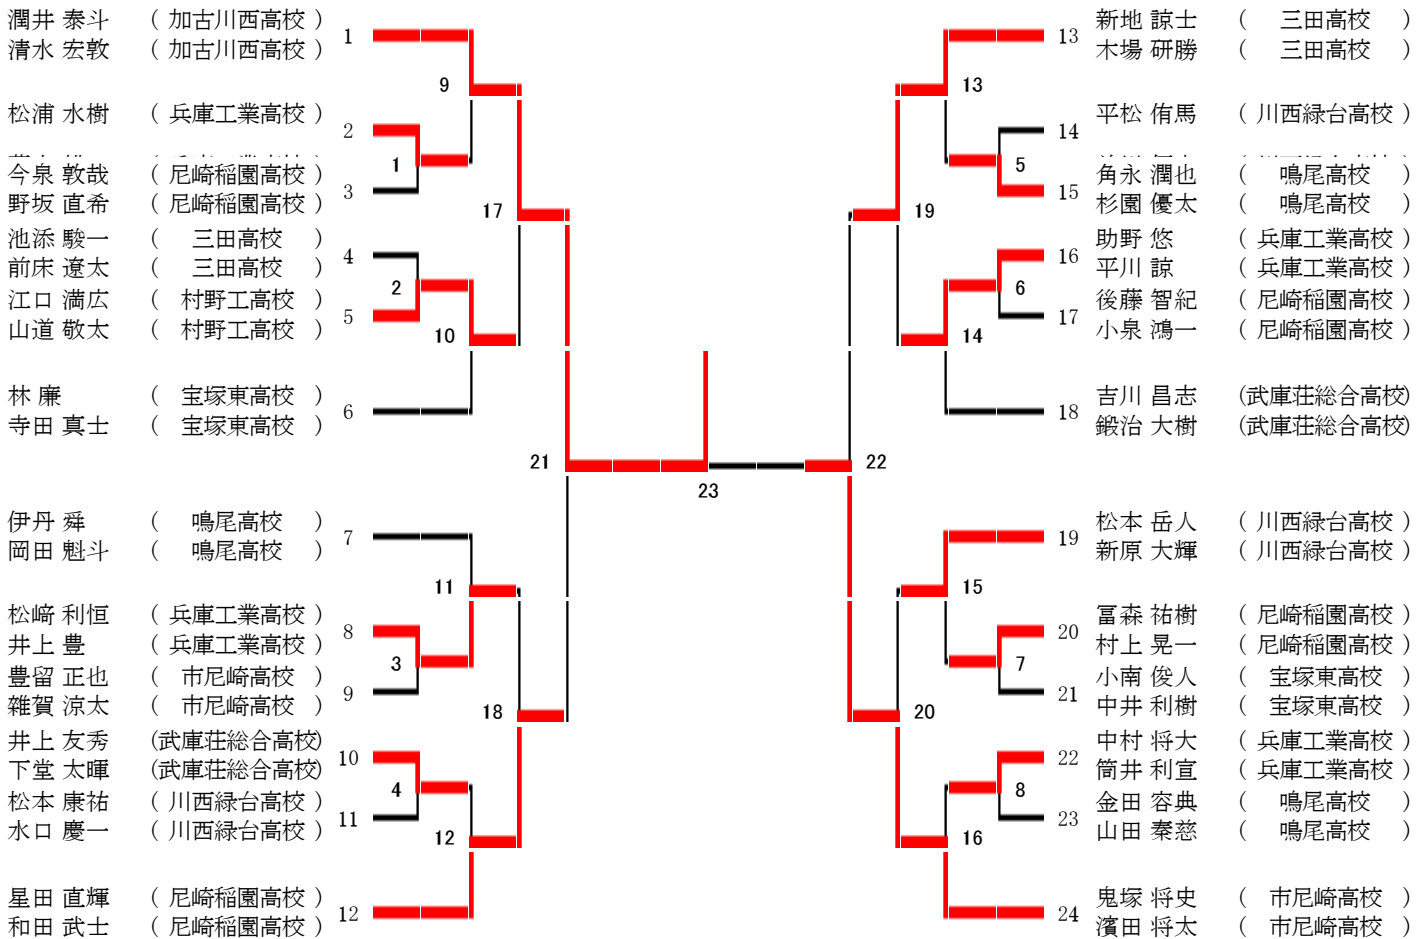 潤井 泰斗 ( 加古川西高校 )
清水 宏敦 ( 加古川西高校 )
1
松浦 水樹 ( 兵庫工業高校 )
2
今泉 敦哉 ( 尼崎稲園高校 )
野坂 直希 ( 尼崎稲園高校 )
3
池添 駿一 ( 三田高校 )
前床 遼太 ( 三田高校 )
4
江口 満広 ( 村野工高校 )
山道 敬太 ( 村野工高校 )
5
林 廉 ( 宝塚東高校 )
寺田 真士 ( 宝塚東高校 )
6
伊丹 舜 ( 鳴尾高校 )
岡田 魁斗 ( 鳴尾高校 )
7
松﨑 利恒 ( 兵庫工業高校 )
井上 豊 ( 兵庫工業高校 )
8
豊留 正也 ( 市尼崎高校 )
雑賀 涼太 ( 市尼崎高校 )
9
井上 友秀 (武庫荘総合高校)
下堂 太暉 (武庫荘総合高校)
10
松本 康祐 ( 川西緑台高校 )
水口 慶一 ( 川西緑台高校 )
11
星田 直輝 ( 尼崎稲園高校 )
和田 武士 ( 尼崎稲園高校 )
12
9
1
17
2
10
21
11
3
18
4
12
23
13
5
19
6
14
22
15
7
20
8
16
13
新地 諒士 ( 三田高校 )
木場 研勝 ( 三田高校 )
14
平松 侑馬 ( 川西緑台高校 )
15
角永 潤也 ( 鳴尾高校 )
杉園 優太 ( 鳴尾高校 )
16
助野 悠 ( 兵庫工業高校 )
平川 諒 ( 兵庫工業高校 )
17
後藤 智紀 ( 尼崎稲園高校 )
小泉 鴻一 ( 尼崎稲園高校 )
18
吉川 昌志 (武庫荘総合高校)
鍛治 大樹 (武庫荘総合高校)
19
松本 岳人 ( 川西緑台高校 )
新原 大輝 ( 川西緑台高校 )
20
冨森 祐樹 ( 尼崎稲園高校 )
村上 晃一 ( 尼崎稲園高校 )
21
小南 俊人 ( 宝塚東高校 )
中井 利樹 ( 宝塚東高校 )
22
中村 将大 ( 兵庫工業高校 )
筒井 利宣 ( 兵庫工業高校 )
23
金田 容典 ( 鳴尾高校 )
山田 秦慈 ( 鳴尾高校 )
24
鬼塚 将史 ( 市尼崎高校 )
濱田 将太 ( 市尼崎高校 )